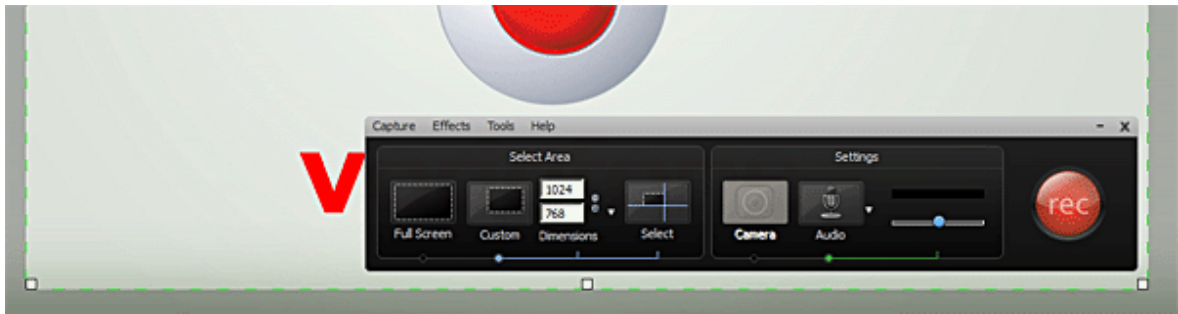 Capture Effects Tools Help - X
Select Area Settings
1024
768
rec
Full Screen Custom Dimensions Select Camera Audio
V